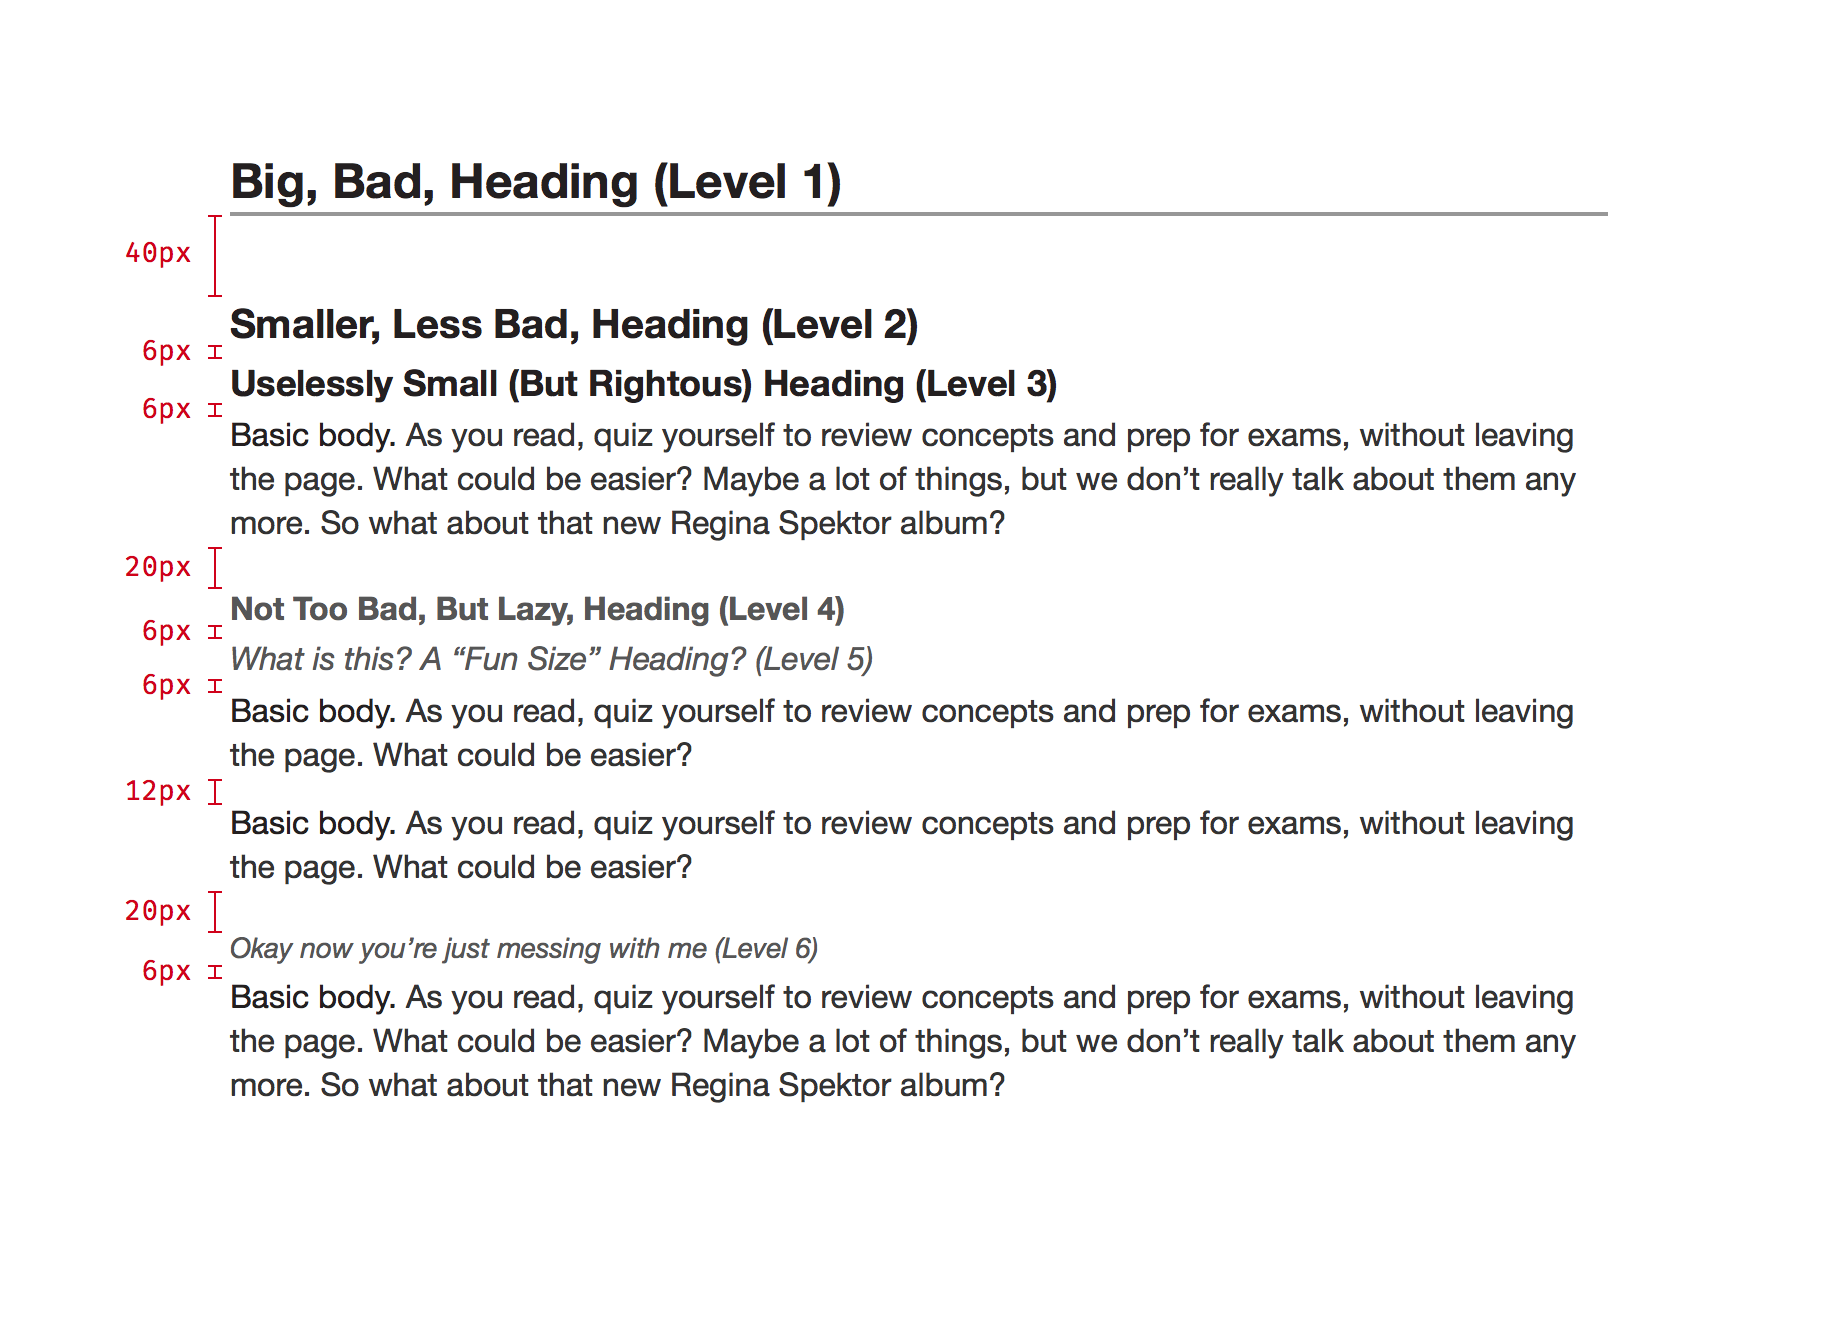 Big, Bad, Heading (Level 1)
40px
Smaller, Less Bad, Heading (Level 2)
6px
Uselessly Small (But Rightous) Heading (Level 3)
6px
Basic body. As you read, quiz yourself to review concepts and prep for exams, without leaving
the page. What could be easier? Maybe a lot of things, but we don’t really talk about them any
more. So what about that new Regina Spektor album?
20px
Not Too Bad, But Lazy, Heading (Level 4)
6px
What is this? A “Fun Size” Heading? (Level 5)
6px
Basic body. As you read, quiz yourself to review concepts and prep for exams, without leaving
the page. What could be easier?
12px
Basic body. As you read, quiz yourself to review concepts and prep for exams, without leaving
the page. What could be easier?
20px
Okay now you’re just messing with me (Level 6)
6px
Basic body. As you read, quiz yourself to review concepts and prep for exams, without leaving
the page. What could be easier? Maybe a lot of things, but we don’t really talk about them any
more. So what about that new Regina Spektor album?